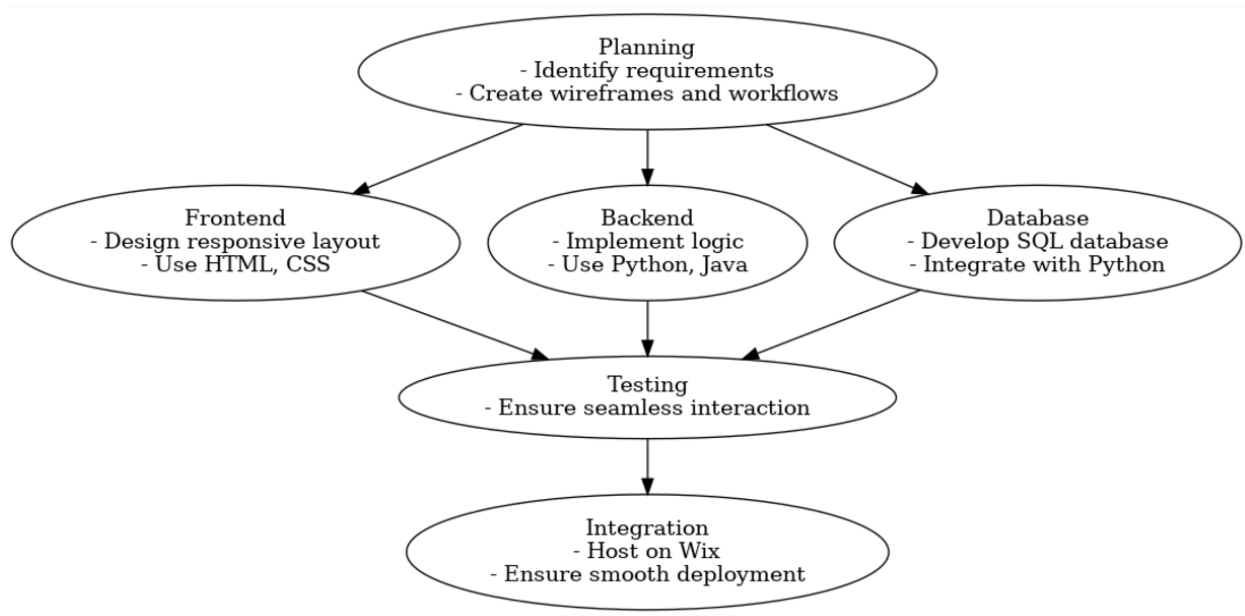 Planning
- Identify requirements
- Create wireframes and workflows
Frontend
- Design responsive layout
- Use HTML, CSS
Backend
- Implement logic
- Use Python, Java
Database
- Develop SQL database
- Integrate with Python
Testing
- Ensure seamless interaction
Integration
- Host on Wix
- Ensure smooth deployment